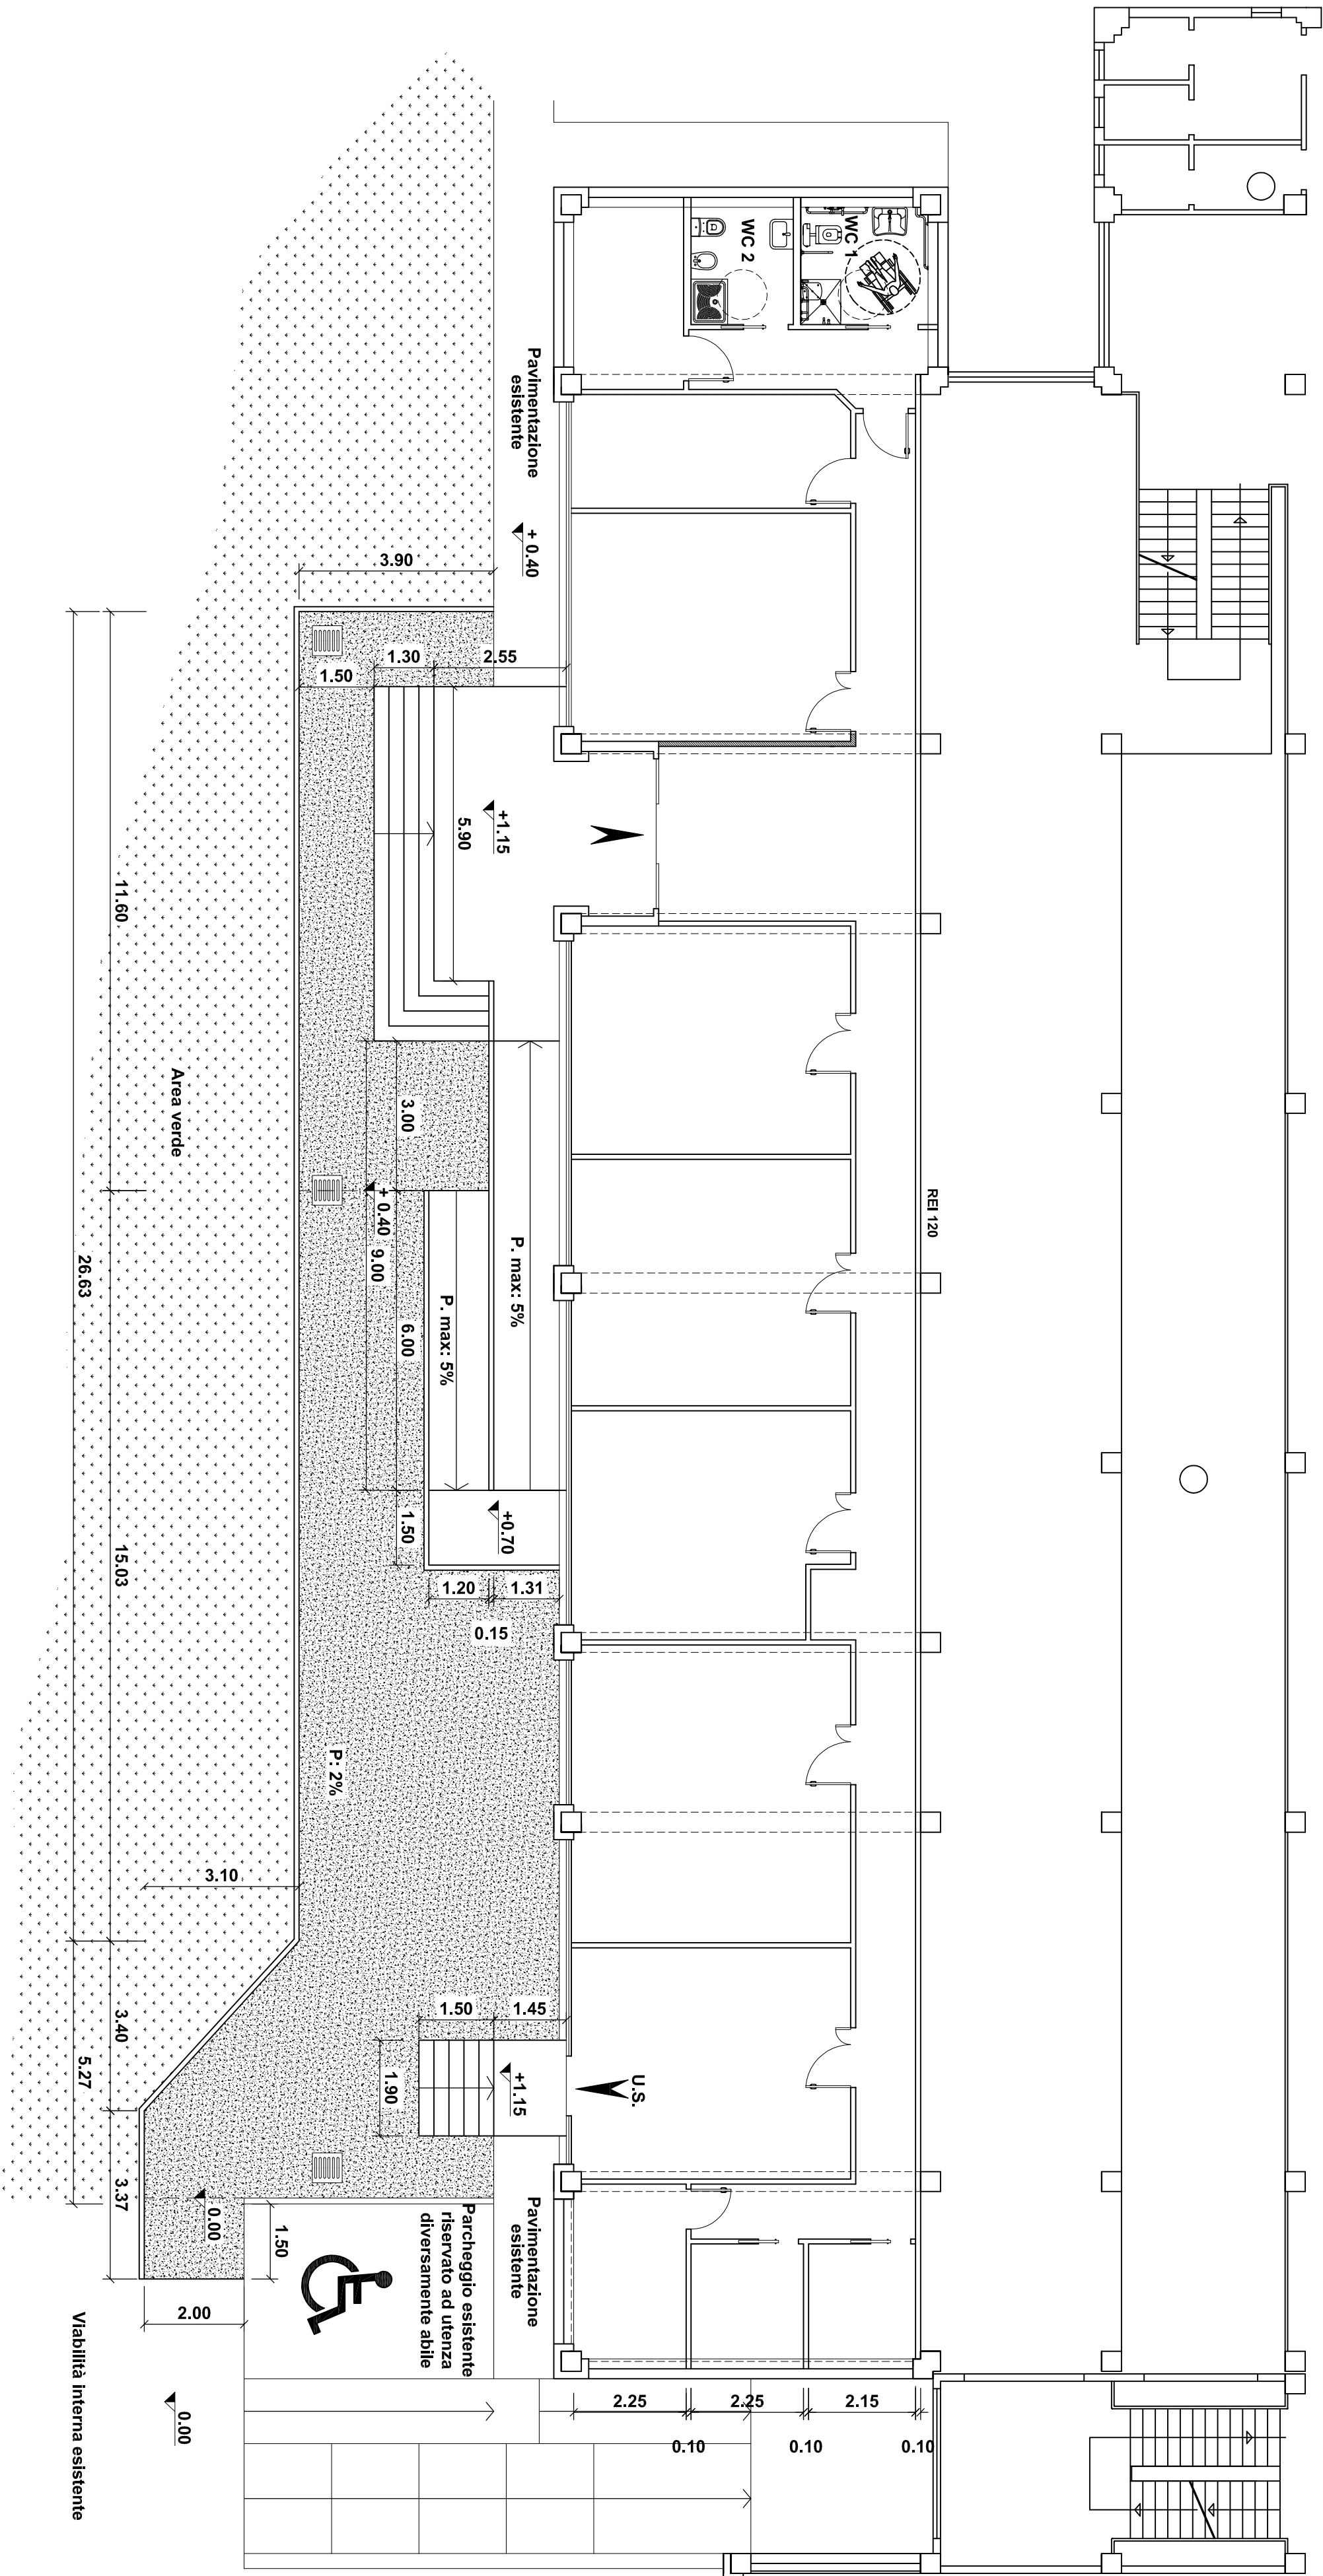 WC 1
WC 2
Pavimentazione
esistente
+ 0.40
3.90
1.50
1.30
2.55
+1.15
5.90
11.60
Area verde
REI 120
3.00
+ 0.40
9.00
6.00
P. max: 5%
P. max: 5%
26.63
+0.70
1.50
15.03
1.20
1.31
0.15
P: 2%
3.10
3.40
5.27
1.50
1.45
1.90
+1.15
U.S.
3.37
0.00
1.50
Pavimentazione
esistente
Parcheggio esistente
riservato ad utenza
diversamente abile
2.00
Viabilità interna esistente
0.00
2.25
2.25
2.15
0.10
0.10
0.10